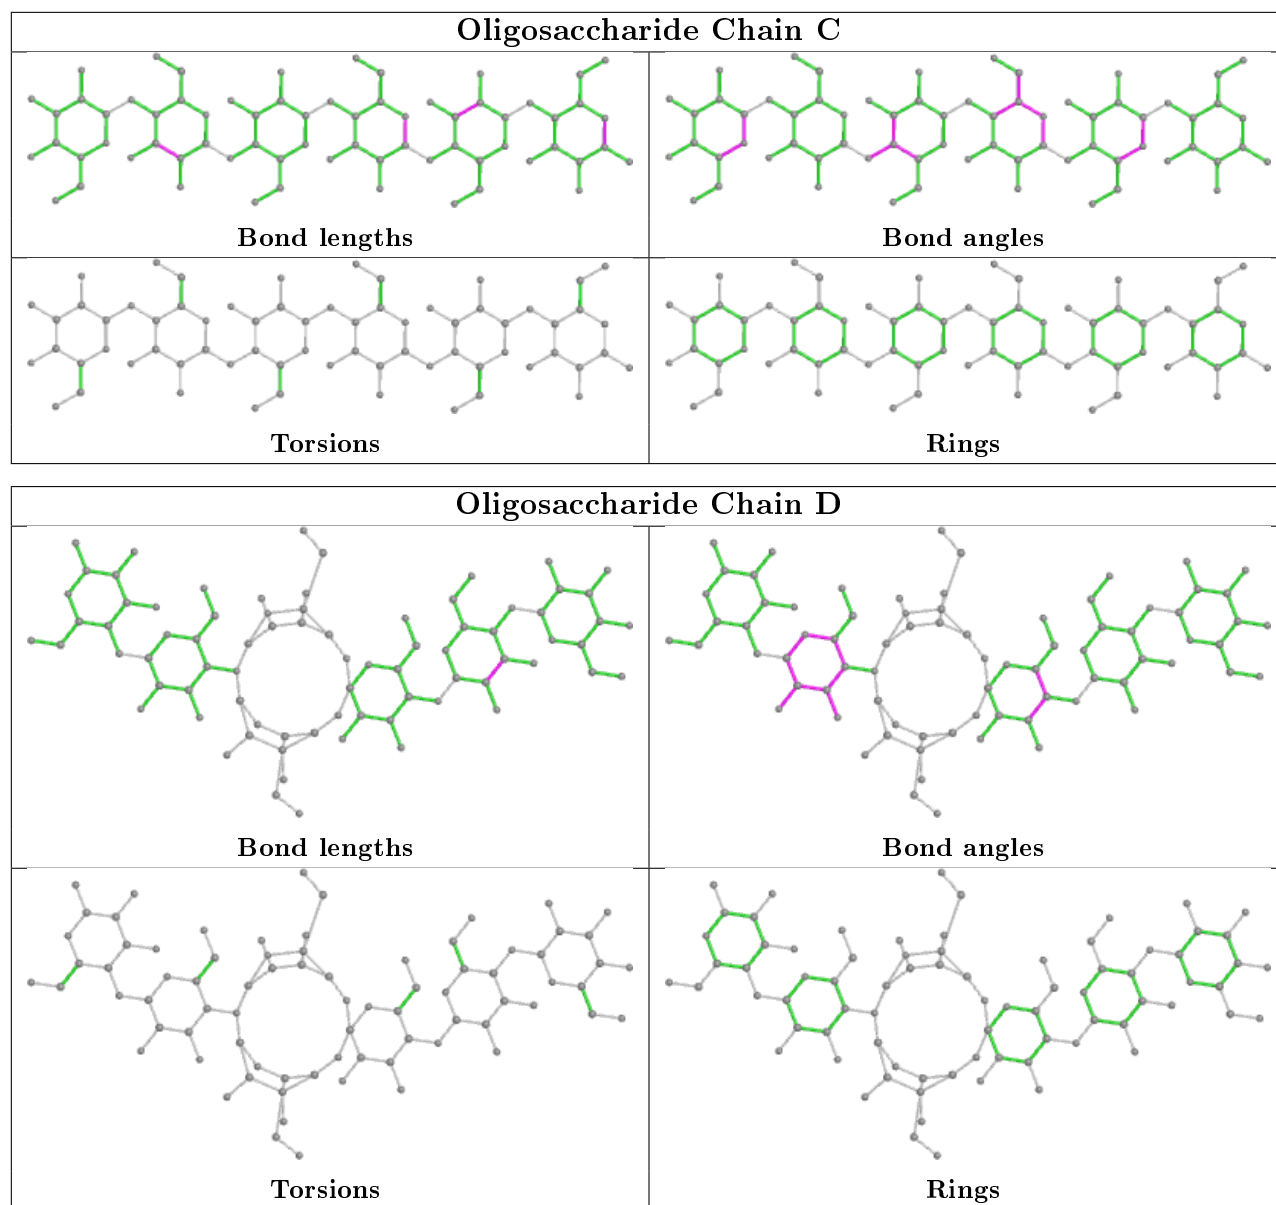 Oligosaccharide Chain C
Bond lengths
Bond angles
Torsions
Rings
Oligosaccharide Chain D
Bond lengths
Bond angles
Torsions
Rings